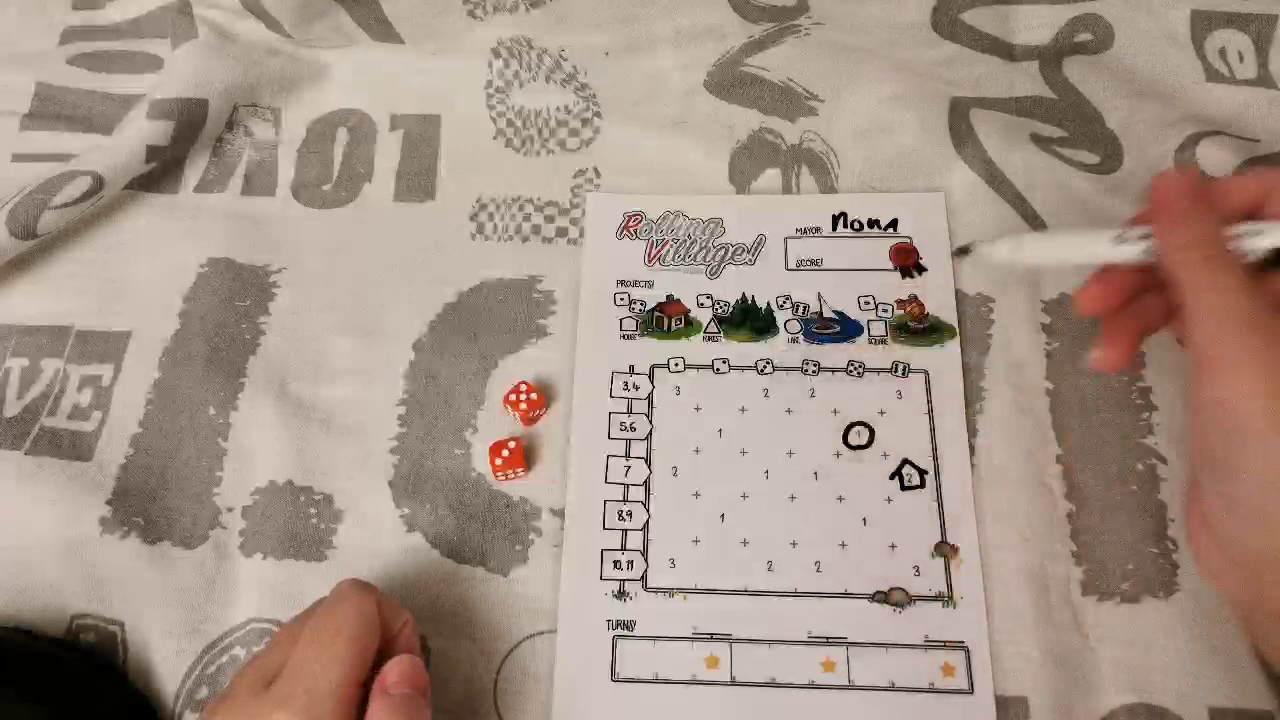 LOVE
e
VE
Rolling
Village!
MAYOR: Nona
SCORE:
PROJECTS!
HOUSE FOREST LAKE SQUARE
3,4 3 2 2 3
5,6 1 1
7 2 1 1 2
8,9 1 1
10,11 3 2 2 3
TURNS!